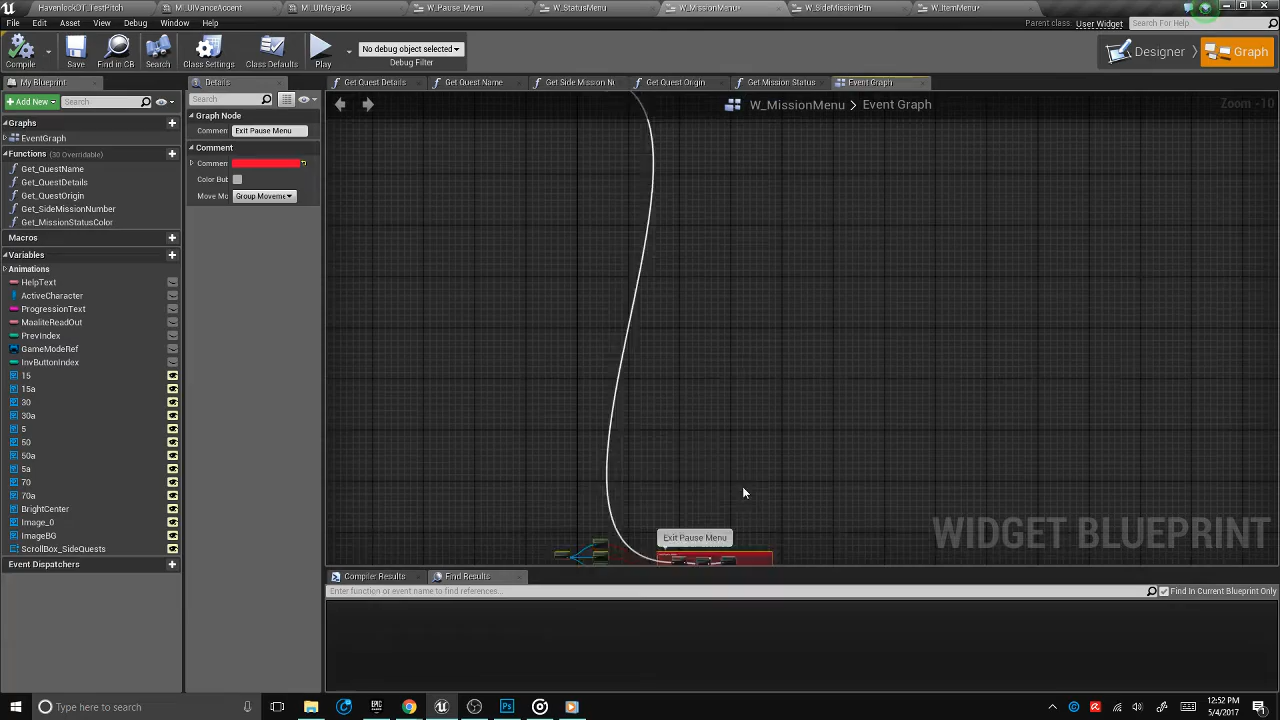 HavenlockOT_TestPitch
M_UIVanceAccent
M_UIMayaBG
W_Pause_Menu
W_StatusMenu
W_MissionMenu*
W_SideMissionBtn
W_ItemMenu*
File Edit Asset View Debug Window Help
Parent class: User Widget
Search For Help
Compile
Save
Find in CB
Search
Class Settings
Class Defaults
Play
No debug object selected
Debug Filter
Designer
Graph
My Blueprint
Details
Get Quest Details
Get Quest Name
Get Side Mission Nu
Get Quest Origin
Get Mission Status
Event Graph
Add New
Search
Search
W_MissionMenu > Event Graph
Zoom -10
Graphs
EventGraph
Functions (30 Overridable)
Get_QuestName
Get_QuestDetails
Get_QuestOrigin
Get_SideMissionNumber
Get_MissionStatusColor
Macros
Variables
Animations
HelpText
ActiveCharacter
ProgressionText
MaaliteReadOut
PrevIndex
GameModeRef
InvButtonIndex
15
15a
30
30a
5
50
50a
5a
70
70a
BrightCenter
Image_0
ImageBG
ScrollBox_SideQuests
Event Dispatchers
Graph Node
Commen
Exit Pause Menu
Comment
Commen
Color Bub
Move Mo
Group Moveme
Exit Pause Menu
WIDGET BLUEPRINT
Compiler Results
Find Results
Enter function or event name to find references...
Find In Current Blueprint Only
Type here to search
12:52 PM
5/4/2017